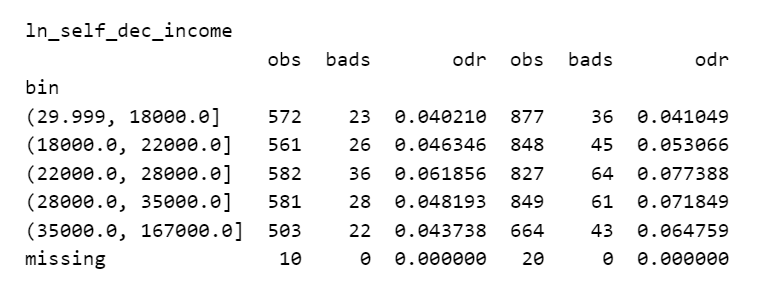 ln_self_dec_income
obs bads odr obs bads odr
bin
(29.999, 18000.0] 572 23 0.040210 877 36 0.041049
(18000.0, 22000.0] 561 26 0.046346 848 45 0.053066
(22000.0, 28000.0] 582 36 0.061856 827 64 0.077388
(28000.0, 35000.0] 581 28 0.048193 849 61 0.071849
(35000.0, 167000.0] 503 22 0.043738 664 43 0.064759
missing 10 0 0.000000 20 0 0.000000